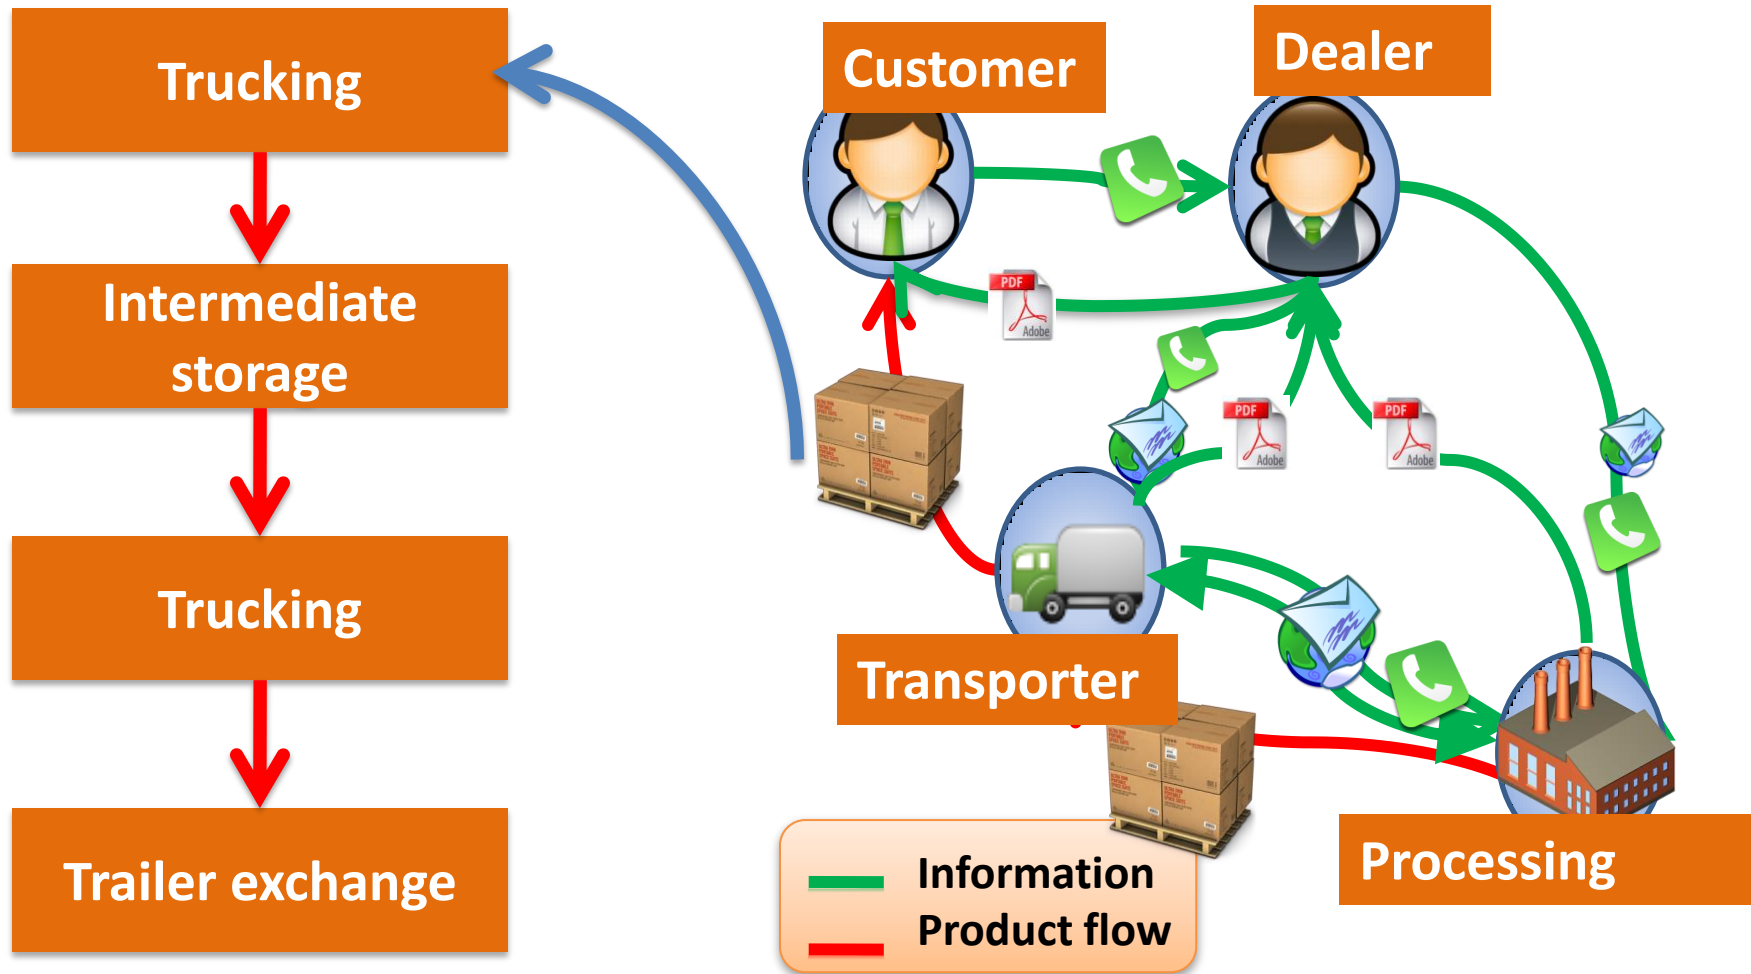 Trucking
Intermediate
storage
Trucking
Trailer exchange
Customer
Dealer
PDF
Adobe
PDF
Adobe
PDF
Adobe
Transporter
Processing
Information
Product flow